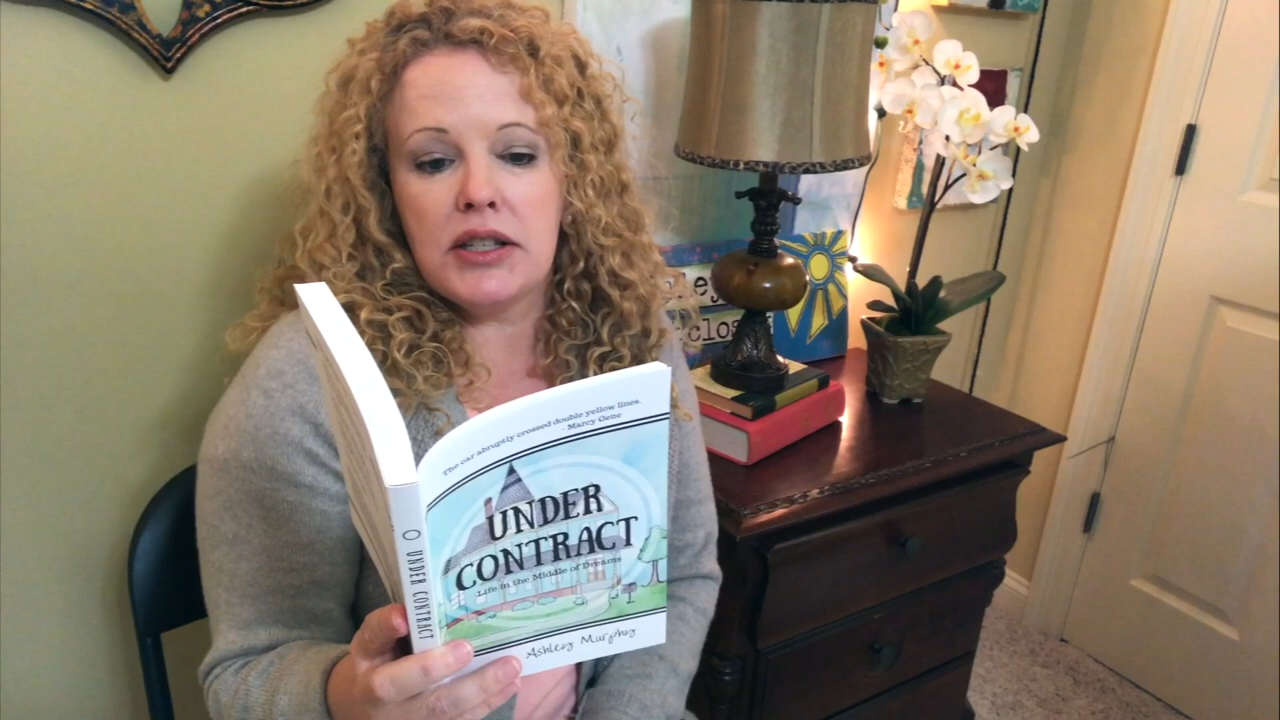 The car abruptly crossed double yellow lines.
- Marcy Gene
UNDER
CONTRACT
Life in the Middle of Dreams
Ashley Murphy
UNDER CONTRACT